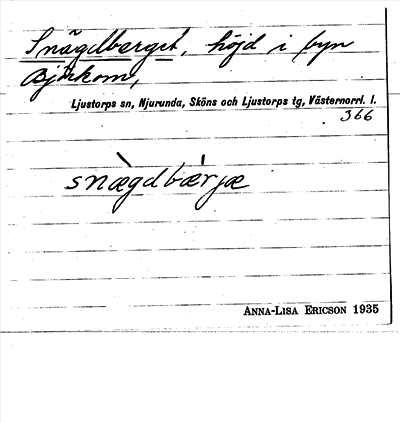 Snägdberget, höjd i byn
Björkom,
Ljustorps sn, Njurunda, Sköns och Ljustorps tg, Västernorrl. l.
366
snægdbærjæ
ANNA-LISA ERICSON 1935